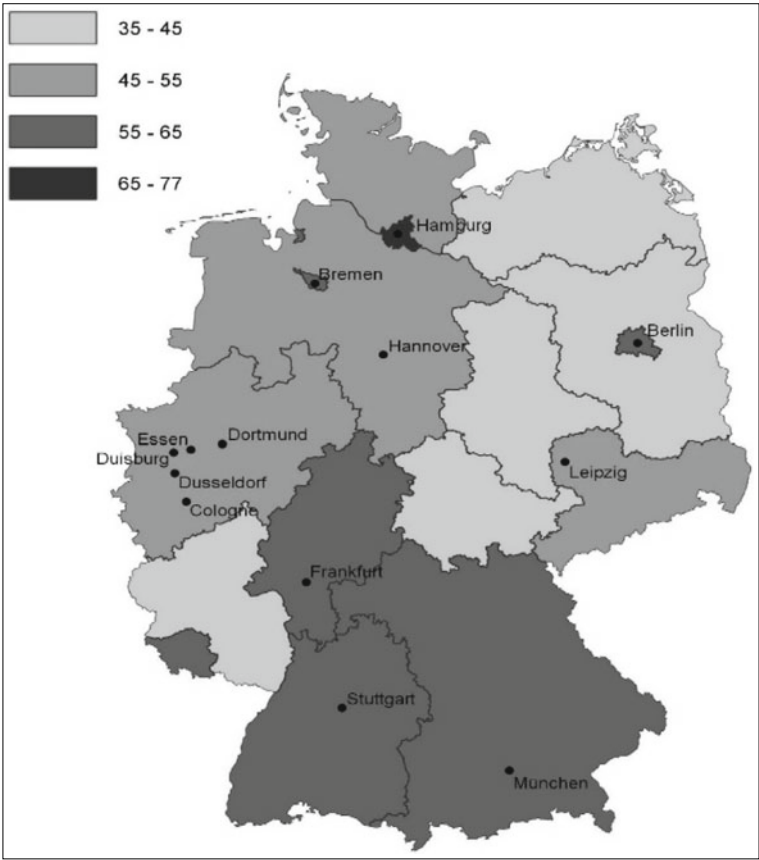 35 - 45
45 - 55
55 - 65
65 - 77
Hamburg
Bremen
Berlin
Hannover
Essen
Dortmund
Duisburg
Leipzig
Dusseldorf
Cologne
Frankfurt
Stuttgart
München